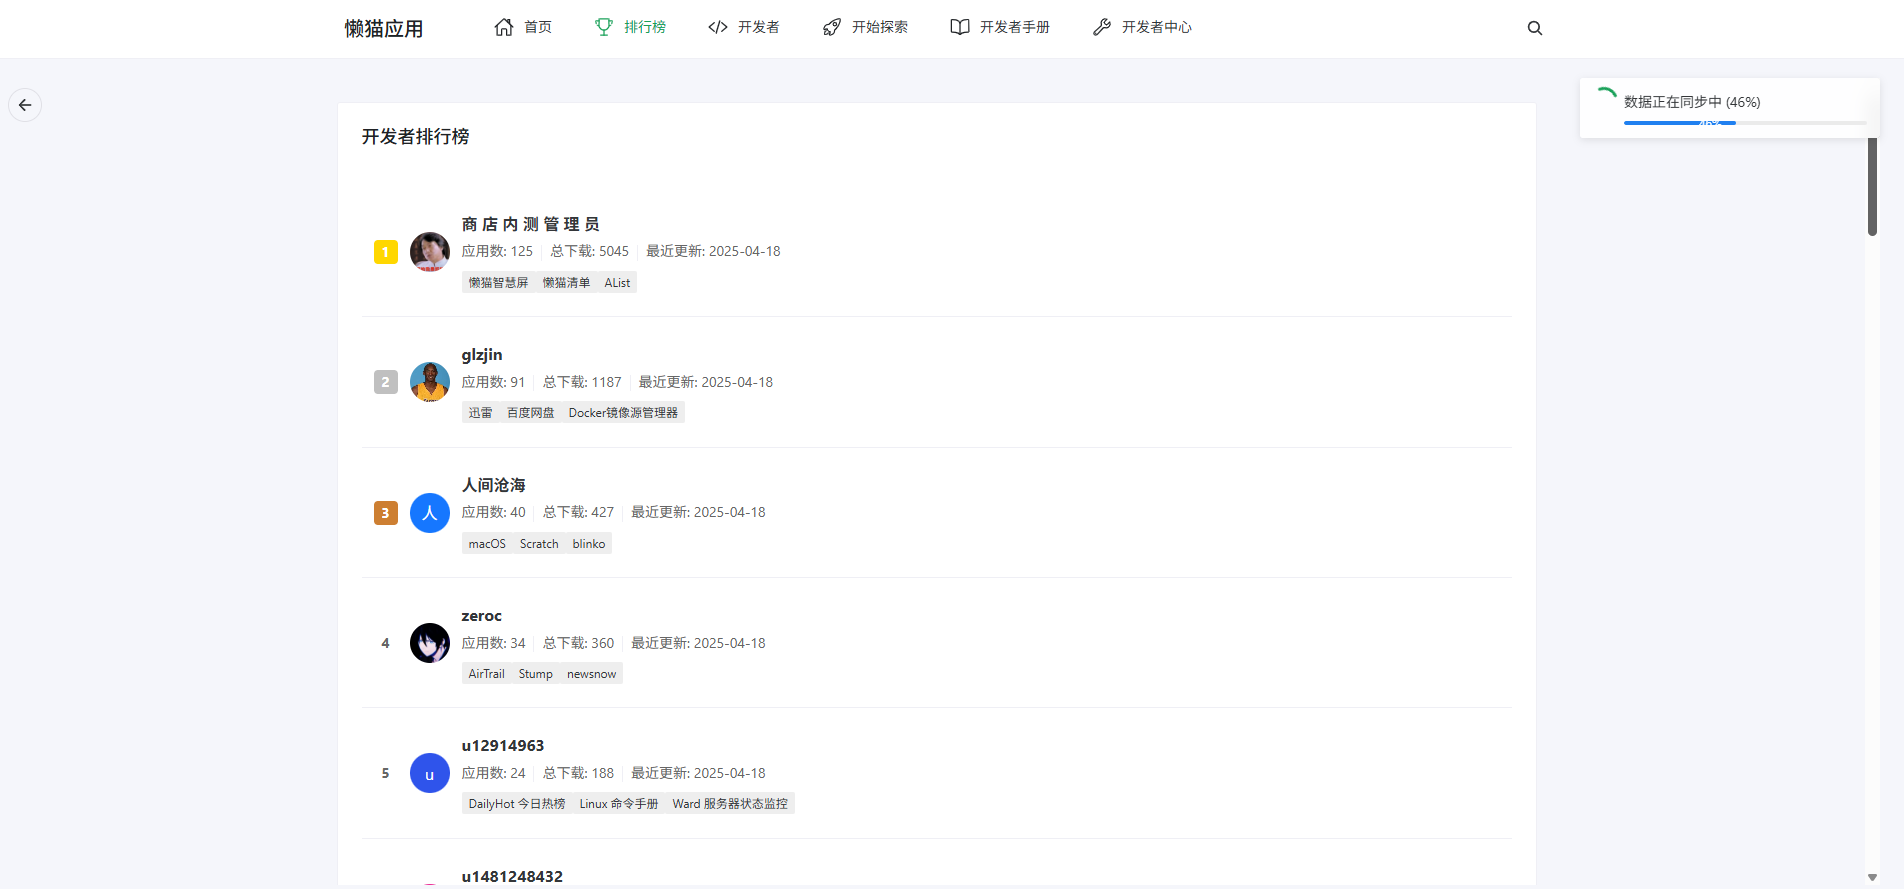 懒猫应用 首页 排行榜 开发者 开始探索 开发者手册 开发者中心
数据正在同步中 (46%)
46%
开发者排行榜
商 店 内 测 管 理 员
1
应用数: 125 总下载: 5045 最近更新: 2025-04-18
懒猫智慧屏 懒猫清单 AList
glzjin
2
应用数: 91 总下载: 1187 最近更新: 2025-04-18
迅雷 百度网盘 Docker镜像源管理器
人间沧海
3 人
应用数: 40 总下载: 427 最近更新: 2025-04-18
macOS Scratch blinko
zeroc
4
应用数: 34 总下载: 360 最近更新: 2025-04-18
AirTrail Stump newsnow
u12914963
5 u
应用数: 24 总下载: 188 最近更新: 2025-04-18
DailyHot 今日热榜 Linux 命令手册 Ward 服务器状态监控
u1481248432